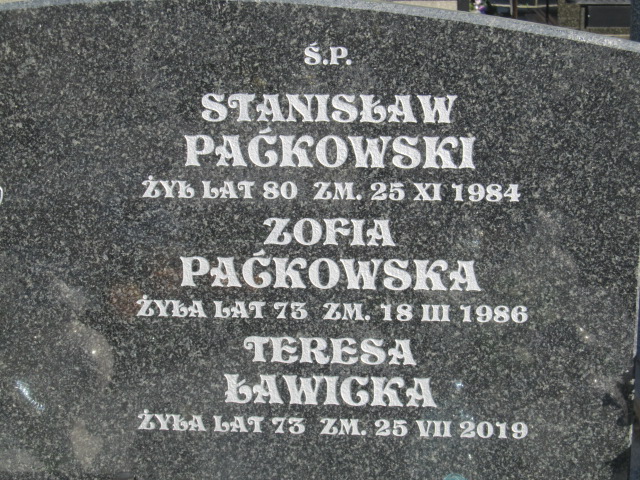 Ś.P.
STANISŁAW
PAĆKOWSKI
ŻYŁ LAT 80 ZM. 25 XI 1984
ZOFIA
PAĆKOWSKA
ŻYŁA LAT 73 ZM. 18 III 1986
TERESA
ŁAWICKA
ŻYŁA LAT 73 ZM. 25 VII 2019